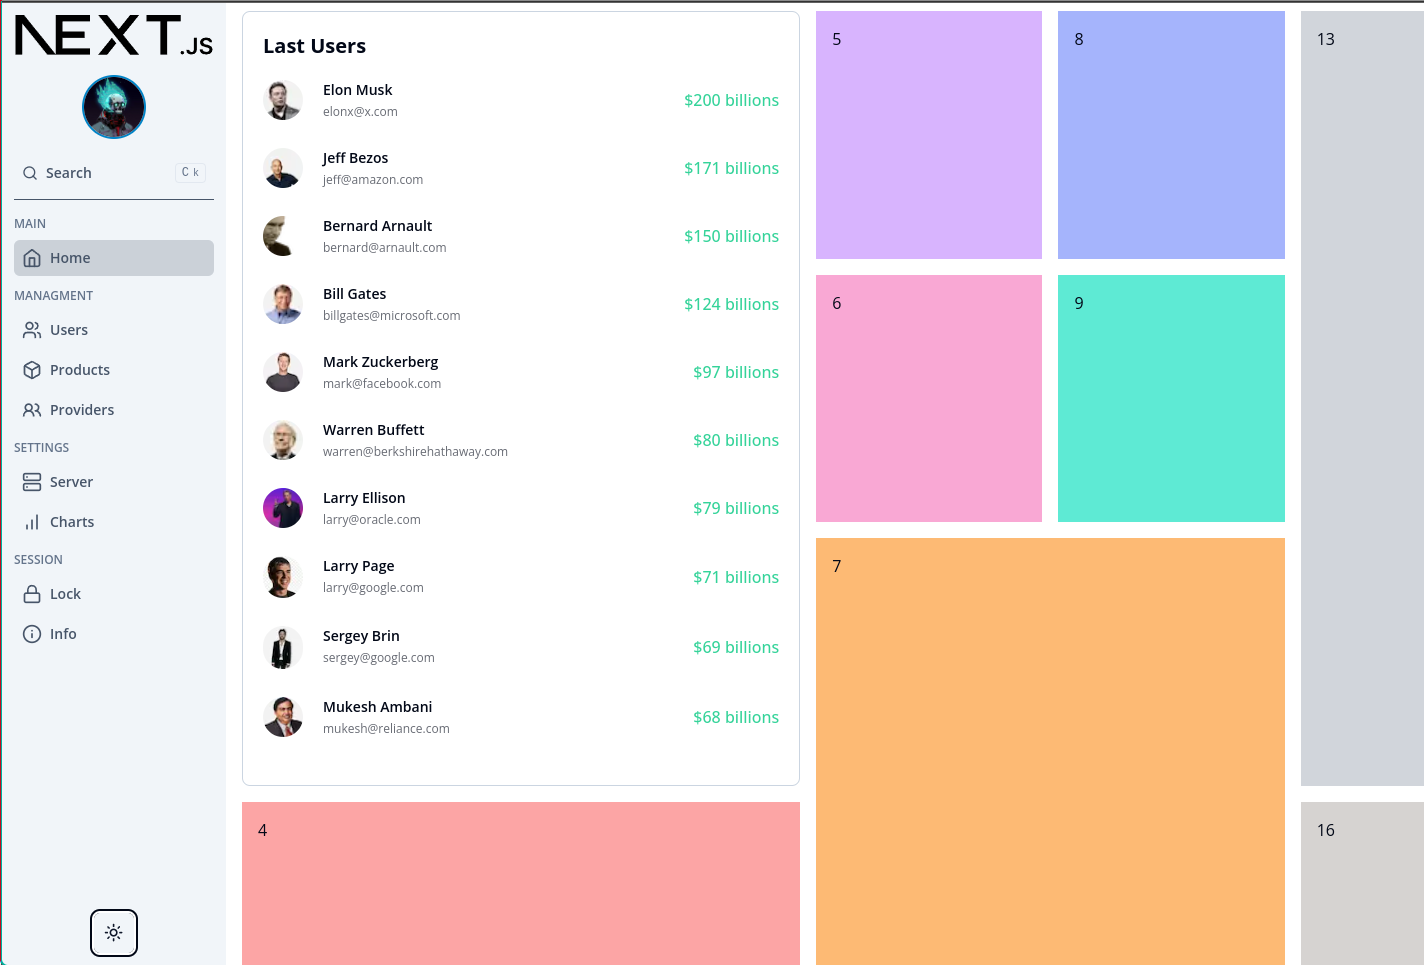 NEXT.JS
Search
C k
MAIN
Home
MANAGMENT
Users
Products
Providers
SETTINGS
Server
Charts
SESSION
Lock
Info
Last Users
Elon Musk
elonx@x.com
$200 billions
Jeff Bezos
jeff@amazon.com
$171 billions
Bernard Arnault
bernard@arnault.com
$150 billions
Bill Gates
billgates@microsoft.com
$124 billions
Mark Zuckerberg
mark@facebook.com
$97 billions
Warren Buffett
warren@berkshirehathaway.com
$80 billions
Larry Ellison
larry@oracle.com
$79 billions
Larry Page
larry@google.com
$71 billions
Sergey Brin
sergey@google.com
$69 billions
Mukesh Ambani
mukesh@reliance.com
$68 billions
4
5
8
6
9
7
13
16